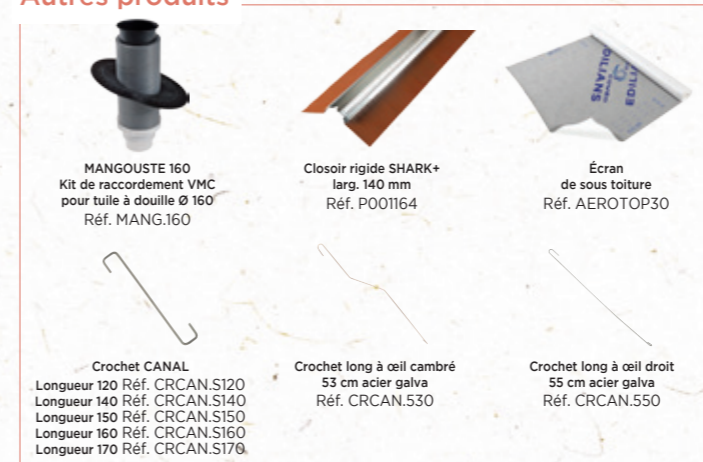 Autres produits
EDILIANS
MANGOUSTE 160
Kit de raccordement VMC
pour tuile à douille Ø 160
Réf. MANG.160
Closoir rigide SHARK+
larg. 140 mm
Réf. P001164
Écran
de sous toiture
Réf. AEROTOP30
Crochet CANAL
Longueur 120 Réf. CRCAN.S120
Longueur 140 Réf. CRCAN.S140
Longueur 150 Réf. CRCAN.S150
Longueur 160 Réf. CRCAN.S160
Longueur 170 Réf. CRCAN.S170
Crochet long à œil cambré
53 cm acier galva
Réf. CRCAN.530
Crochet long à œil droit
55 cm acier galva
Réf. CRCAN.550